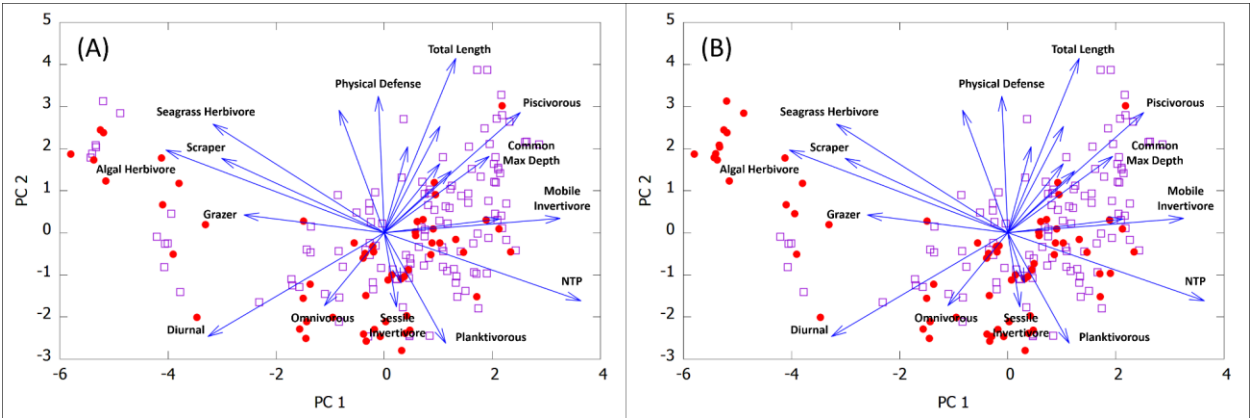 (A)
Total Length
Physical Defense
Seagrass Herbivore
Piscivorous
Scraper
Common
Max Depth
Algal Herbivore
Mobile
Invertivore
Grazer
NTP
Omnivorous
Sessile
Invertivore
Diurnal
Planktivorous
PC 2
5
4
3
2
1
0
-1
-2
-3
-6
-4
-2
0
2
4
PC 1
(B)
Total Length
Physical Defense
Seagrass Herbivore
Piscivorous
Scraper
Common
Max Depth
Algal Herbivore
Mobile
Invertivore
Grazer
NTP
Omnivorous
Sessile
Invertivore
Diurnal
Planktivorous
PC 2
5
4
3
2
1
0
-1
-2
-3
-6
-4
-2
0
2
4
PC 1